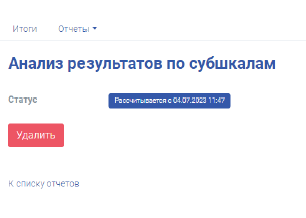 Итоги Отчеты
Анализ результатов по субшкалам
Статус Рассчитывается с 04.07.2023 11:47
Удалить
К списку отчетов